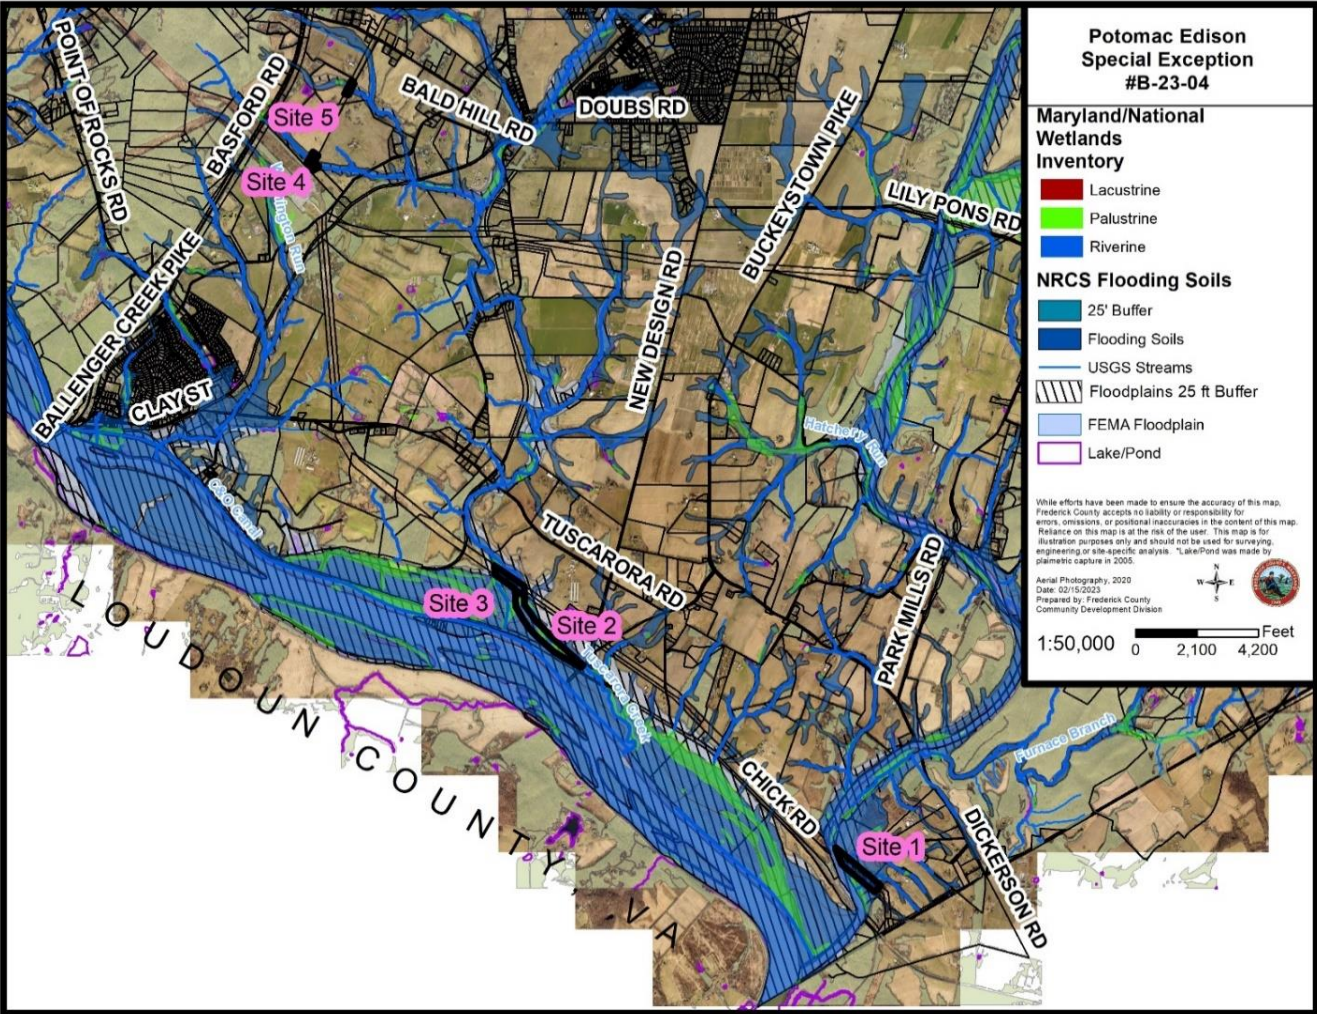 POINT OF ROCKS RD
BASFORD RD
Site 5
BALD HILL RD
DOUBS RD
Site 4
BUCKEYSTOWN PIKE
LILY PONS RD
BALLENGER CREEK PIKE
NEW DESIGN RD
CLAY ST
Hatchery Run
C&O Canal
TUSCARORA RD
Site 3
Site 2
PARK MILLS RD
Tuscarora Creek
Furnace Branch
CHICK RD
Site 1
DICKERSON RD
LOUDOUN COUNTY, VA
Potomac Edison
Special Exception
#B-23-04
Maryland/National
Wetlands
Inventory
Lacustrine
Palustrine
Riverine
NRCS Flooding Soils
25' Buffer
Flooding Soils
USGS Streams
Floodplains 25 ft Buffer
FEMA Floodplain
Lake/Pond
While efforts have been made to ensure the accuracy of this map,
Frederick County accepts no liability or responsibility for
errors, omissions, or positional inaccuracies in the content of this map.
Reliance on this map is at the risk of the user. This map is for
illustration purposes only and should not be used for surveying,
engineering,or site-specific analysis. *Lake/Pond was made by
plaimetric capture in 2005.
Aerial Photography, 2020
Date: 02/15/2023
Prepared by: Frederick County
Community Development Division
N
W
E
S
1:50,000
Feet
0 2,100 4,200